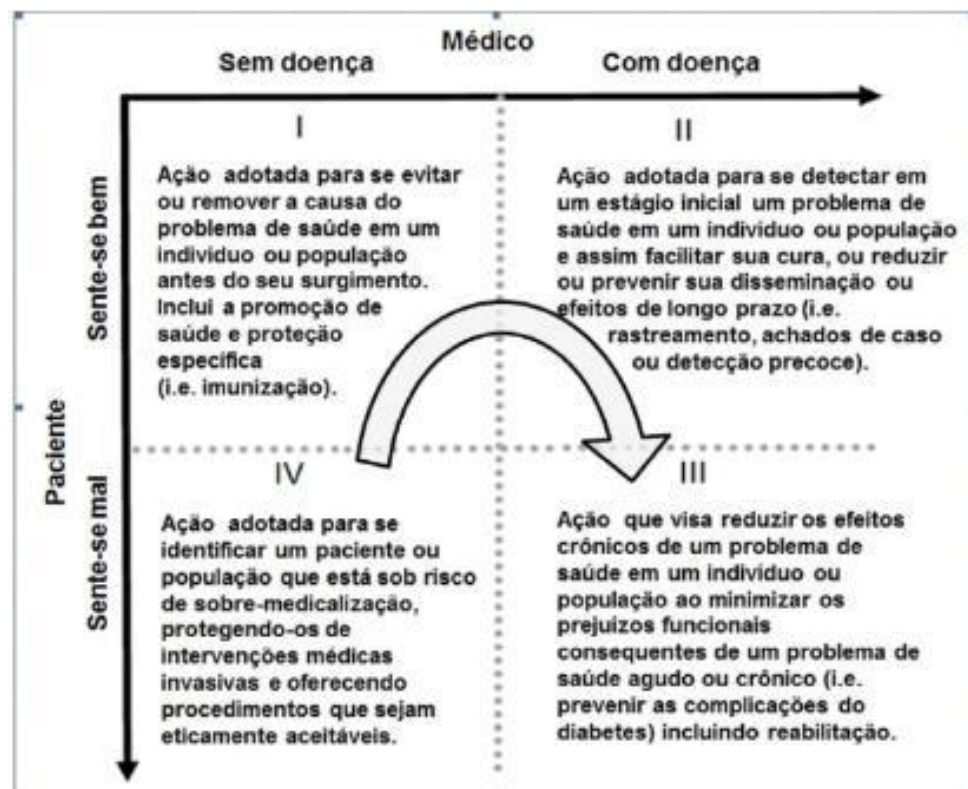 Médico
Sem doença
Com doença
Paciente
Sente-se bem
Sente-se mal
I
Ação adotada para se evitar
ou remover a causa do
problema de saúde em um
indivíduo ou população
antes do seu surgimento.
Inclui a promoção de
saúde e proteção
específica
(i.e. imunização).
II
Ação adotada para se detectar em
um estágio inicial um problema de
saúde em um indivíduo ou população
e assim facilitar sua cura, ou reduzir
ou prevenir sua disseminação ou
efeitos de longo prazo (i.e.
rastreamento, achados de caso
ou detecção precoce).
IV
Ação adotada para se
identificar um paciente ou
população que está sob risco
de sobre-medicalização,
protegendo-os de
intervenções médicas
invasivas e oferecendo
procedimentos que sejam
eticamente aceitáveis.
III
Ação que visa reduzir os efeitos
crônicos de um problema de
saúde em um indivíduo ou
população ao minimizar os
prejuízos funcionais
consequentes de um problema de
saúde agudo ou crônico (i.e.
prevenir as complicações do
diabetes) incluindo reabilitação.